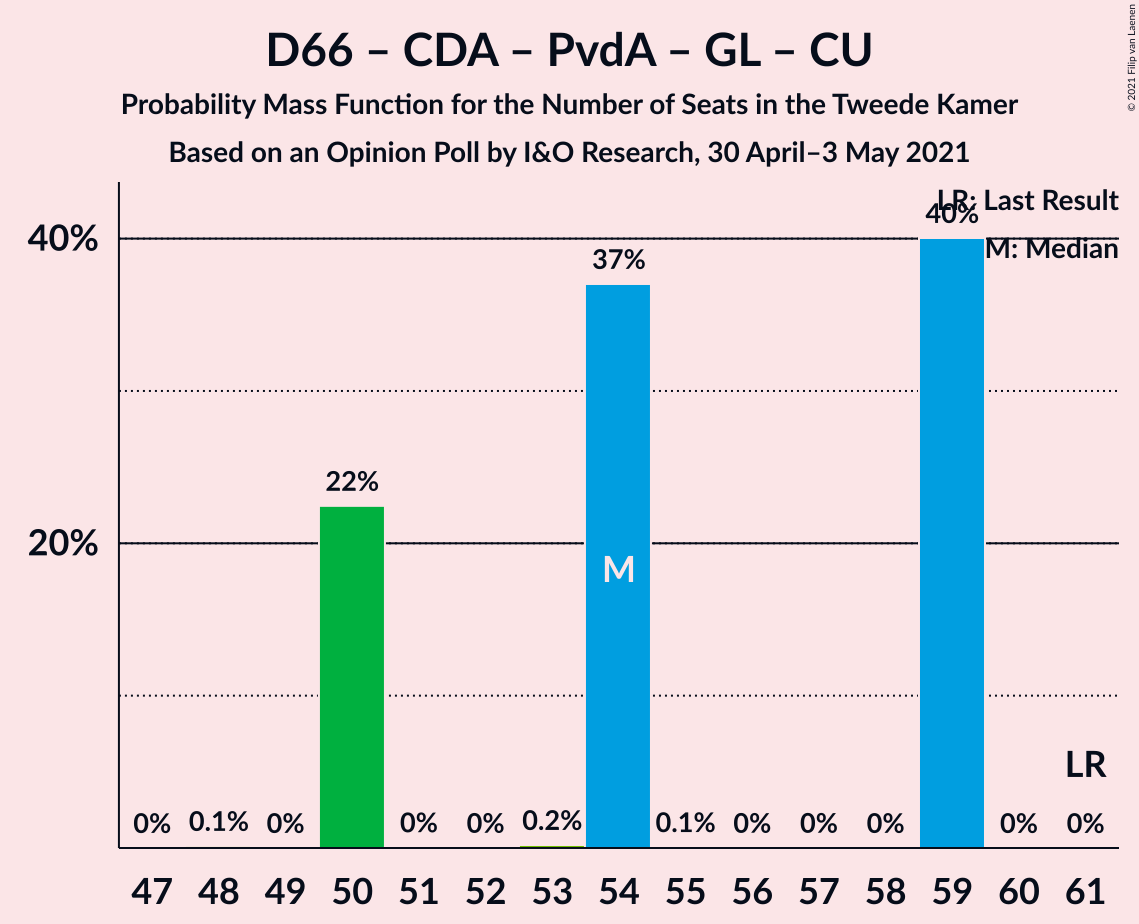 D66 – CDA – PvdA – GL – CU
Probability Mass Function for the Number of Seats in the Tweede Kamer
Based on an Opinion Poll by I&O Research, 30 April–3 May 2021
© 2021 Filip van Laenen
LR: Last Result
M: Median
40%
20%
0%
0.1%
0%
22%
0%
0%
0.2%
37%
0.1%
0%
0%
0%
40%
0%
0%
M
LR
47 48 49 50 51 52 53 54 55 56 57 58 59 60 61